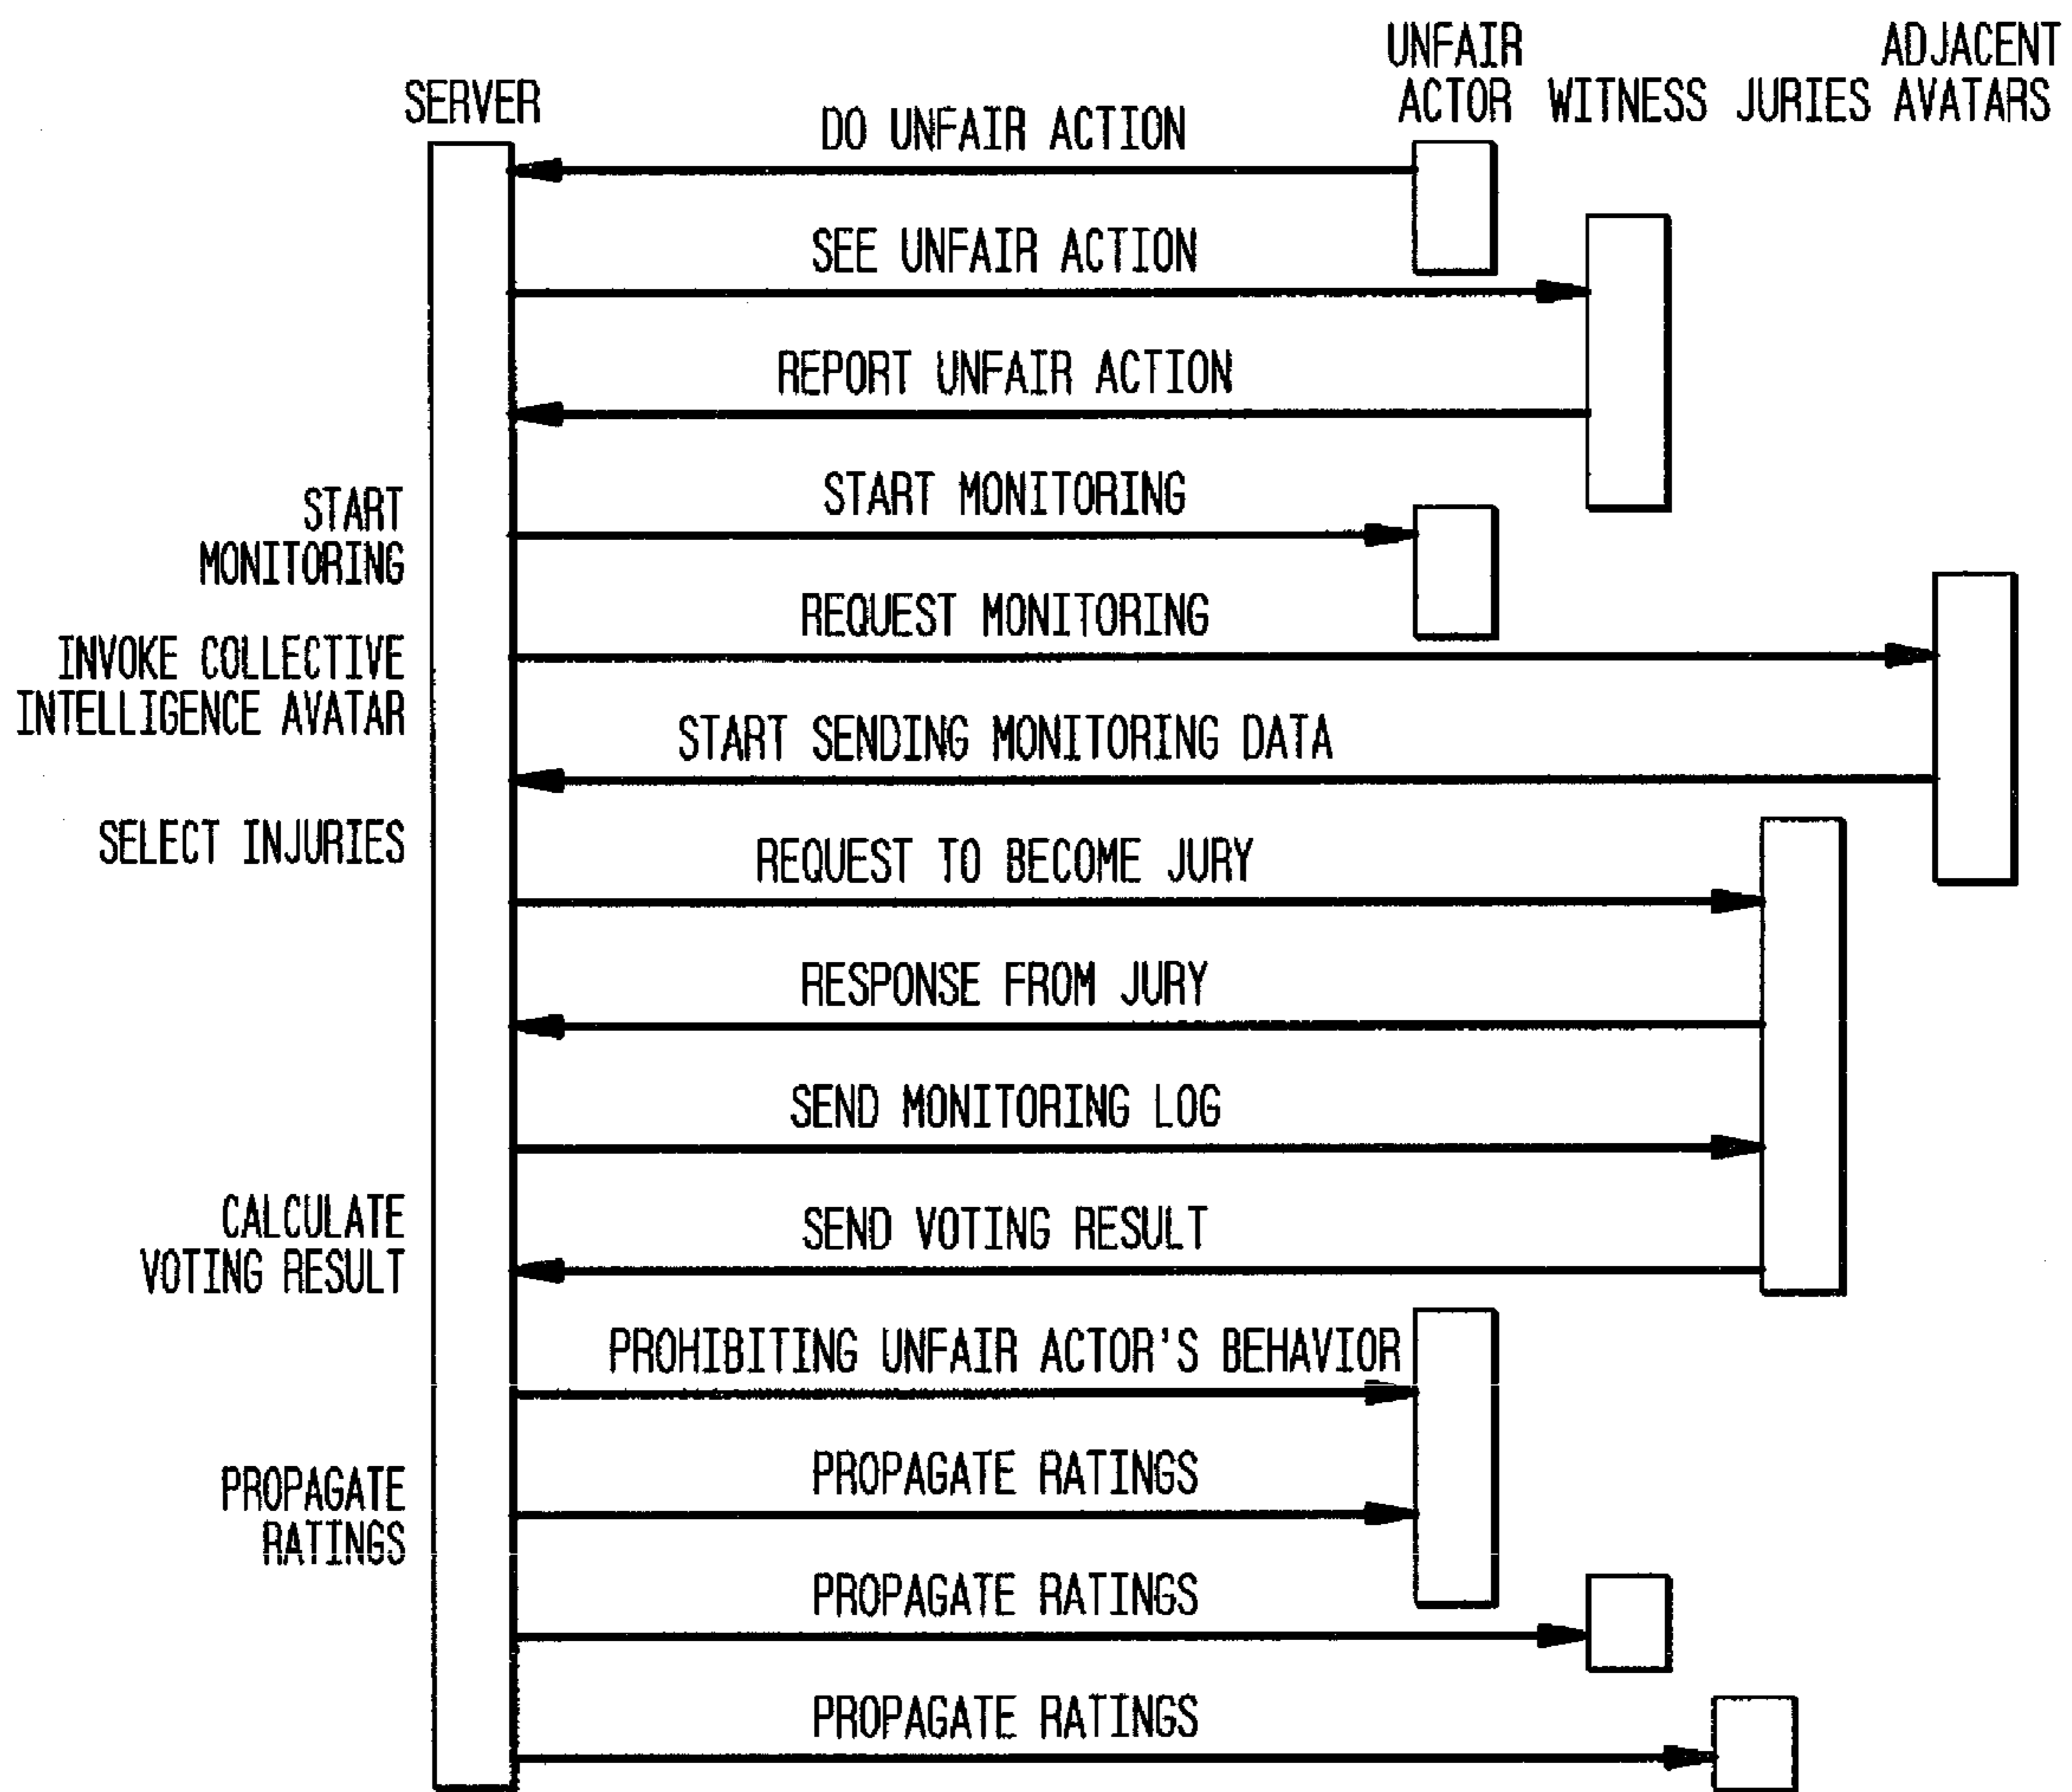 UNFAIR
ACTOR
WITNESS
JURIES
ADJACENT
AVATARS
SERVER
DO UNFAIR ACTION
SEE UNFAIR ACTION
REPORT UNFAIR ACTION
START
MONITORING
START MONITORING
REQUEST MONITORING
INVOKE COLLECTIVE
INTELLIGENCE AVATAR
START SENDING MONITORING DATA
SELECT INJURIES
REQUEST TO BECOME JURY
RESPONSE FROM JURY
SEND MONITORING LOG
CALCULATE
VOTING RESULT
SEND VOTING RESULT
PROHIBITING UNFAIR ACTOR'S BEHAVIOR
PROPAGATE
RATINGS
PROPAGATE RATINGS
PROPAGATE RATINGS
PROPAGATE RATINGS